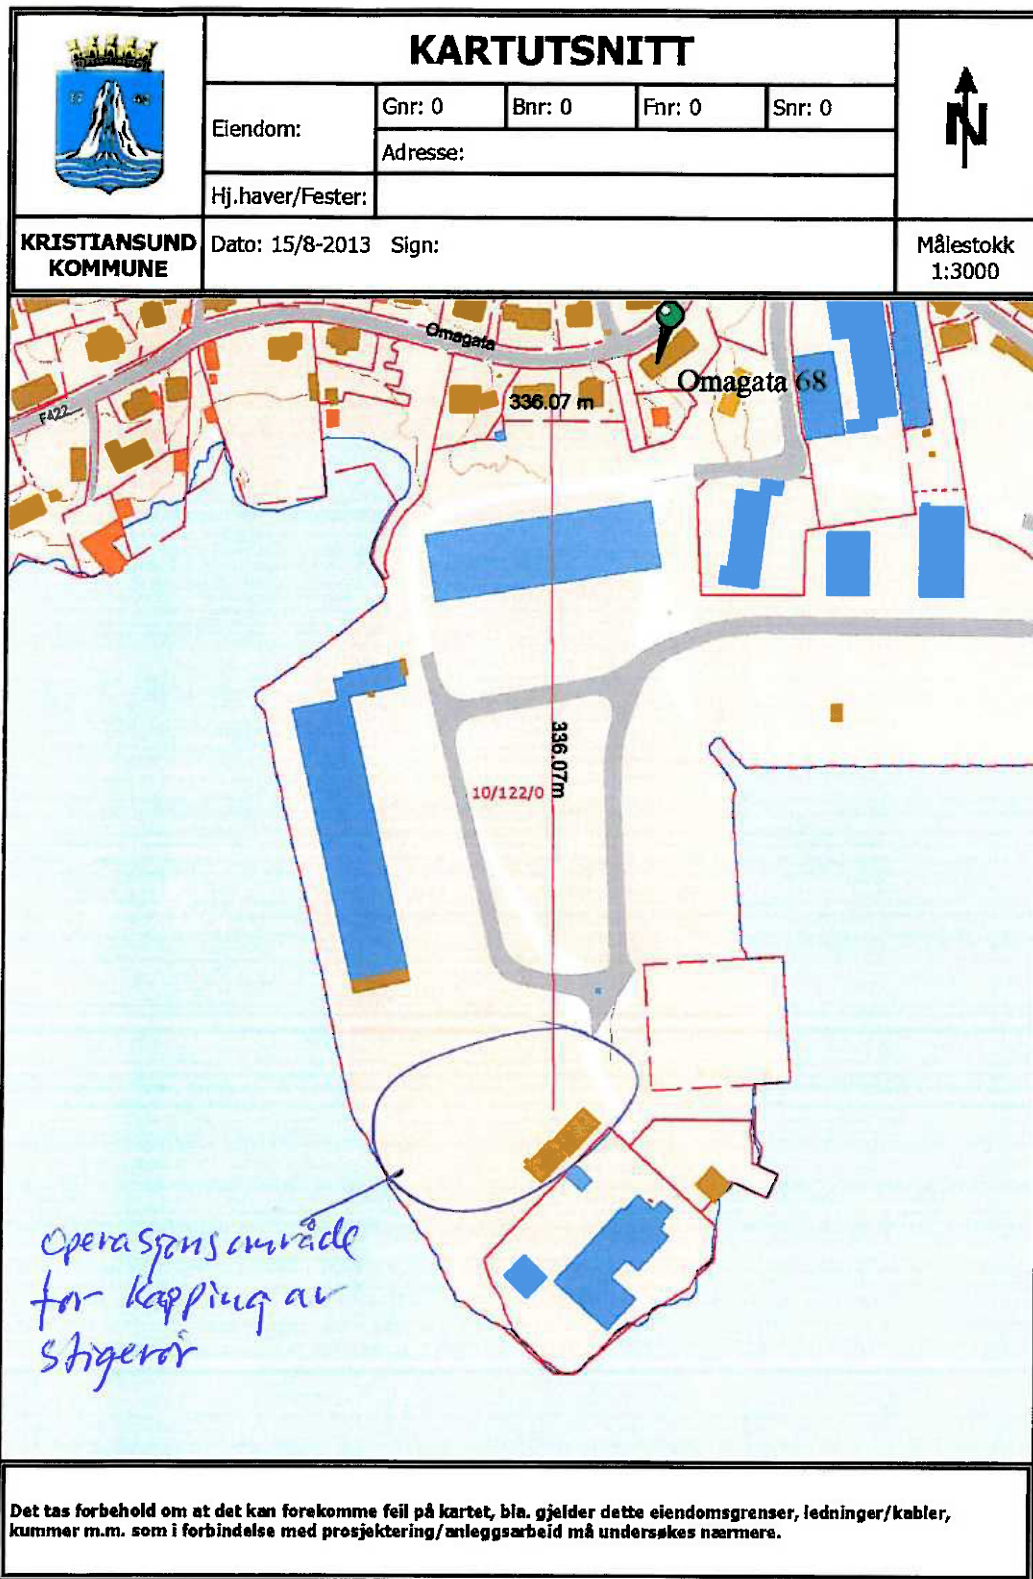 KARTUTSNITT
Eiendom:
Gnr: 0
Bnr: 0
Fnr: 0
Snr: 0
Adresse:
Hj.haver/Fester:
KRISTIANSUND
KOMMUNE
Dato: 15/8-2013 Sign:
Målestokk
1:3000
N
Omagata
Omagata 68
336.07 m
F422
336.07m
10/122/0
Operasjonsområde
for kapping av
stigerør
Det tas forbehold om at det kan forekomme feil på kartet, bla. gjelder dette eiendomsgrenser, ledninger/kabler,
kummer m.m. som i forbindelse med prosjektering/anleggsarbeid må undersøkes nærmere.